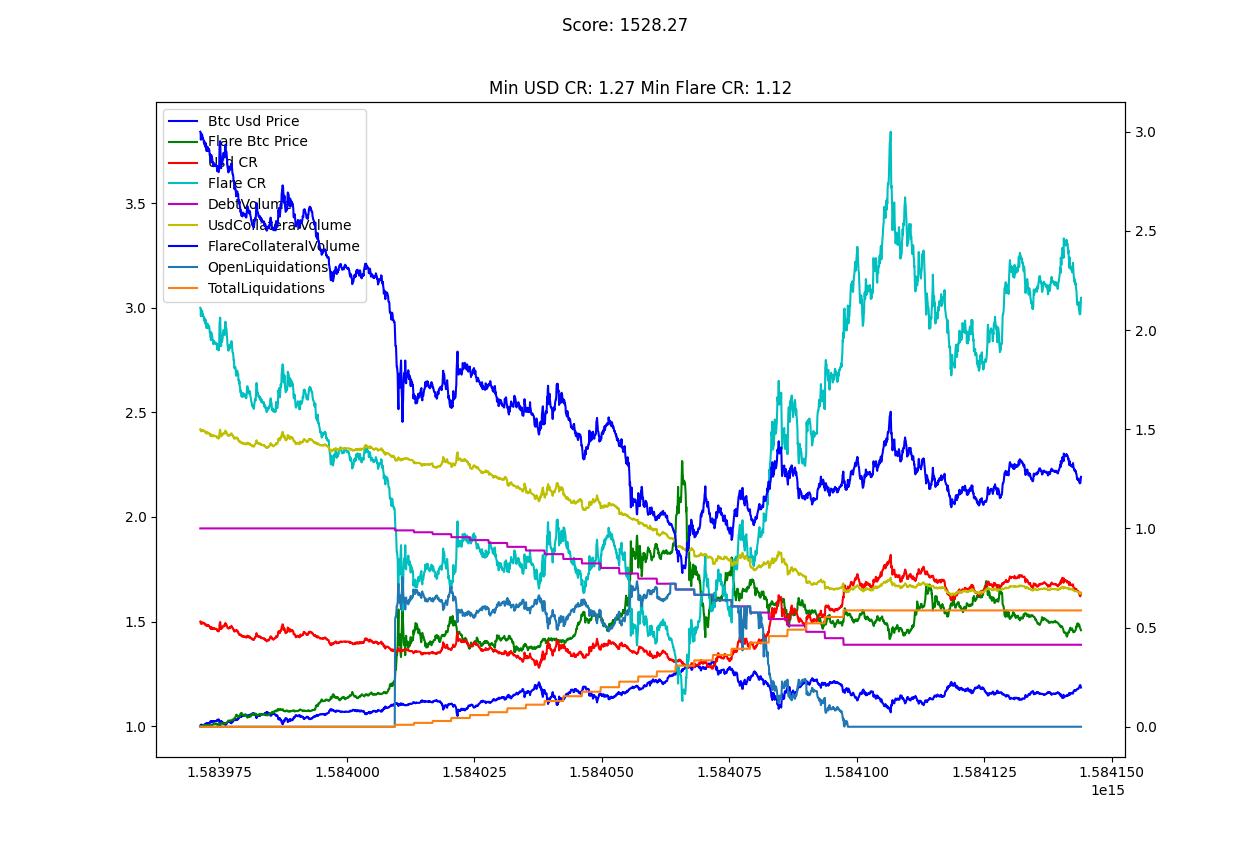 Score: 1528.27
Min USD CR: 1.27 Min Flare CR: 1.12
Btc Usd Price
Flare Btc Price
Usd CR
Flare CR
DebtVolume
UsdCollateralVolume
FlareCollateralVolume
OpenLiquidations
TotalLiquidations
3.5
3.0
2.5
2.0
1.5
1.0
3.0
2.5
2.0
1.5
1.0
0.5
0.0
1.583975
1.584000
1.584025
1.584050
1.584075
1.584100
1.584125
1.584150
1e15